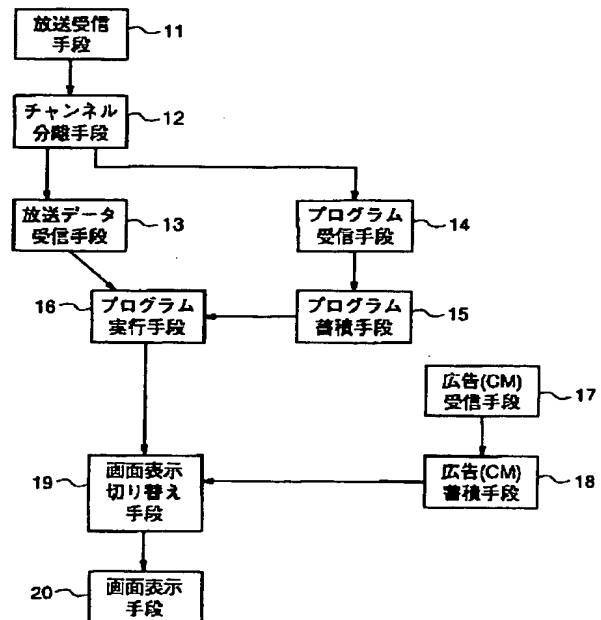 放送受信
手段
11
チャンネル
分離手段
12
放送データ
受信手段
13
プログラム
受信手段
14
16
プログラム
実行手段
プログラム
蓄積手段
15
広告(CM)
受信手段
17
19
画面表示
切り替え
手段
広告(CM)
蓄積手段
18
20
画面表示
手段